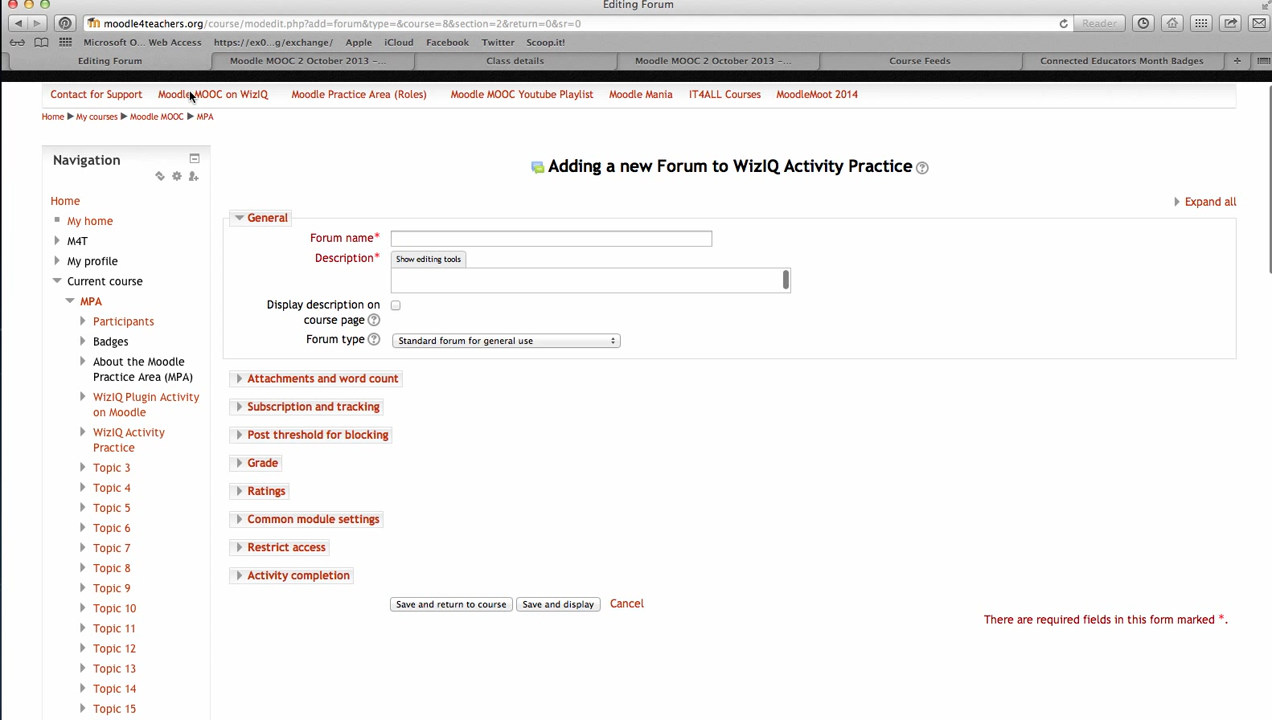 Editing Forum
moodle4teachers.org/course/modedit.php?add=forum&type=&course=8&section=2&return=0&sr=0
Reader
Microsoft O... Web Access https://ex0...g/exchange/ Apple iCloud Facebook Twitter Scoop.it!
Editing Forum Moodle MOOC 2 October 2013 –... Class details Moodle MOOC 2 October 2013 –... Course Feeds Connected Educators Month Badges
Contact for Support Moodle MOOC on WizIQ Moodle Practice Area (Roles) Moodle MOOC Youtube Playlist Moodle Mania IT4ALL Courses MoodleMoot 2014
Home My courses Moodle MOOC MPA
Navigation
Home
My home
M4T
My profile
Current course
MPA
Participants
Badges
About the Moodle
Practice Area (MPA)
WizIQ Plugin Activity
on Moodle
WizIQ Activity
Practice
Topic 3
Topic 4
Topic 5
Topic 6
Topic 7
Topic 8
Topic 9
Topic 10
Topic 11
Topic 12
Topic 13
Topic 14
Topic 15
Adding a new Forum to WizIQ Activity Practice
Expand all
General
Forum name*
Description* Show editing tools
Display description on
course page
Forum type Standard forum for general use
Attachments and word count
Subscription and tracking
Post threshold for blocking
Grade
Ratings
Common module settings
Restrict access
Activity completion
Save and return to course Save and display Cancel
There are required fields in this form marked *.